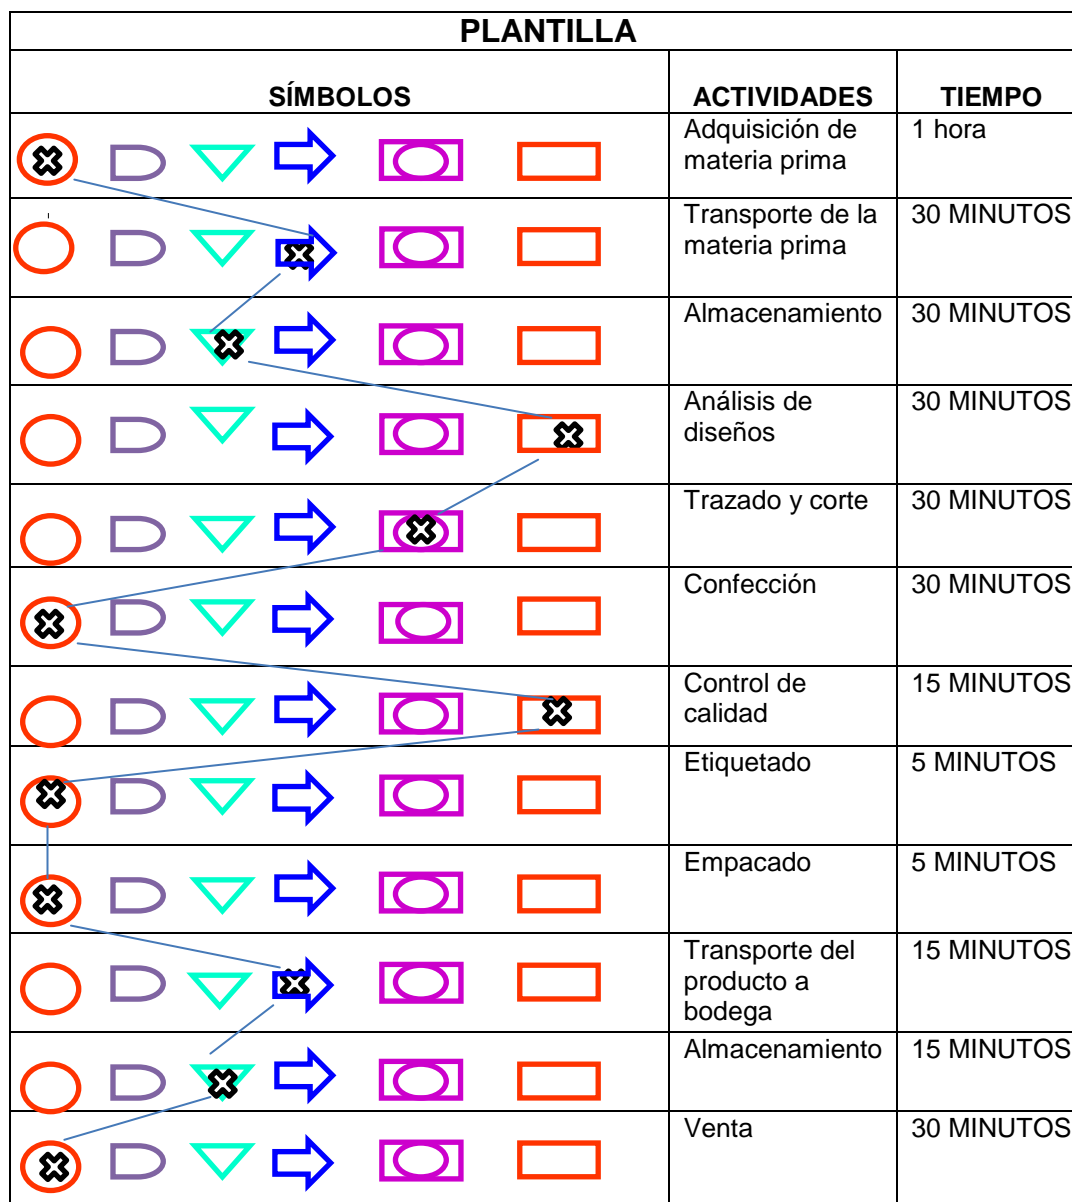 PLANTILLA
SÍMBOLOS
ACTIVIDADES
TIEMPO
Adquisición de
materia prima
1 hora
Transporte de la
materia prima
30 MINUTOS
Almacenamiento
30 MINUTOS
Análisis de
diseños
30 MINUTOS
Trazado y corte
30 MINUTOS
Confección
30 MINUTOS
Control de
calidad
15 MINUTOS
Etiquetado
5 MINUTOS
Empacado
5 MINUTOS
Transporte del
producto a
bodega
15 MINUTOS
Almacenamiento
15 MINUTOS
Venta
30 MINUTOS